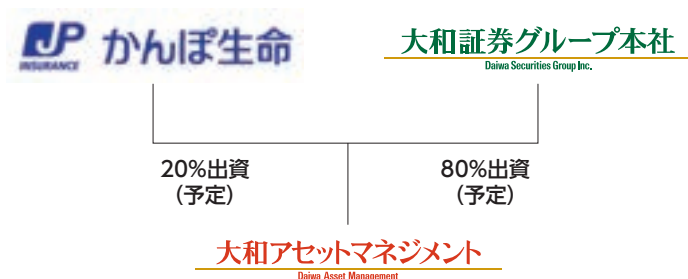 JP INSURANCE かんぽ生命
大和証券グループ本社
Daiwa Securities Group Inc.
20%出資
(予定)
80%出資
(予定)
大和アセットマネジメント
Daiwa Asset Management